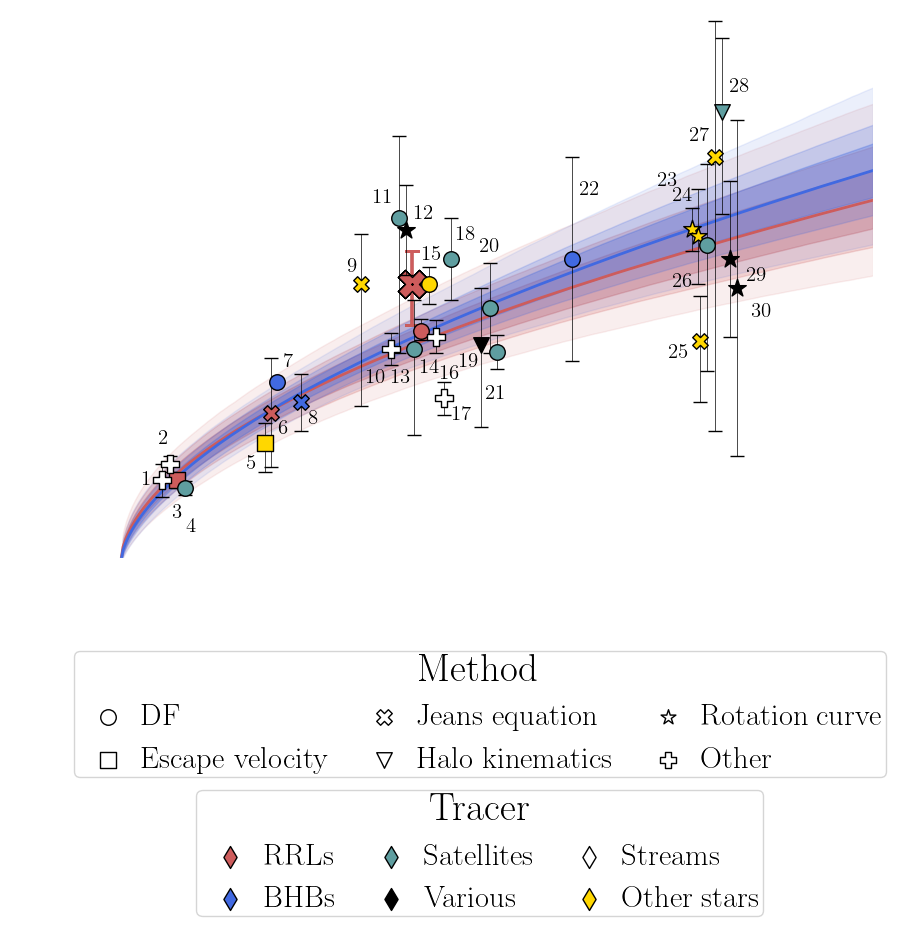 28
27
22
23
24
11
12
18
20
15
9
26
29
30
25
7
10
13
14
16
19
8
6
17
21
5
2
1
3
4
Method
DF
Jeans equation
Rotation curve
Escape velocity
Halo kinematics
Other
Tracer
RRLs
Satellites
Streams
BHBs
Various
Other stars